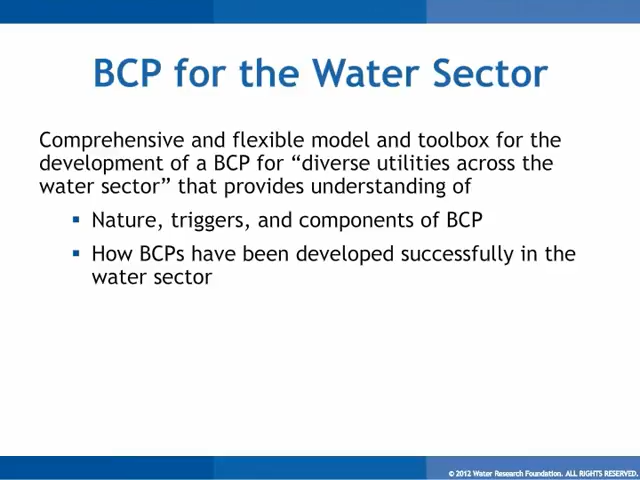 BCP for the Water Sector
Comprehensive and flexible model and toolbox for the
development of a BCP for “diverse utilities across the
water sector” that provides understanding of
▪ Nature, triggers, and components of BCP
▪ How BCPs have been developed successfully in the
water sector
© 2012 Water Research Foundation. ALL RIGHTS RESERVED.